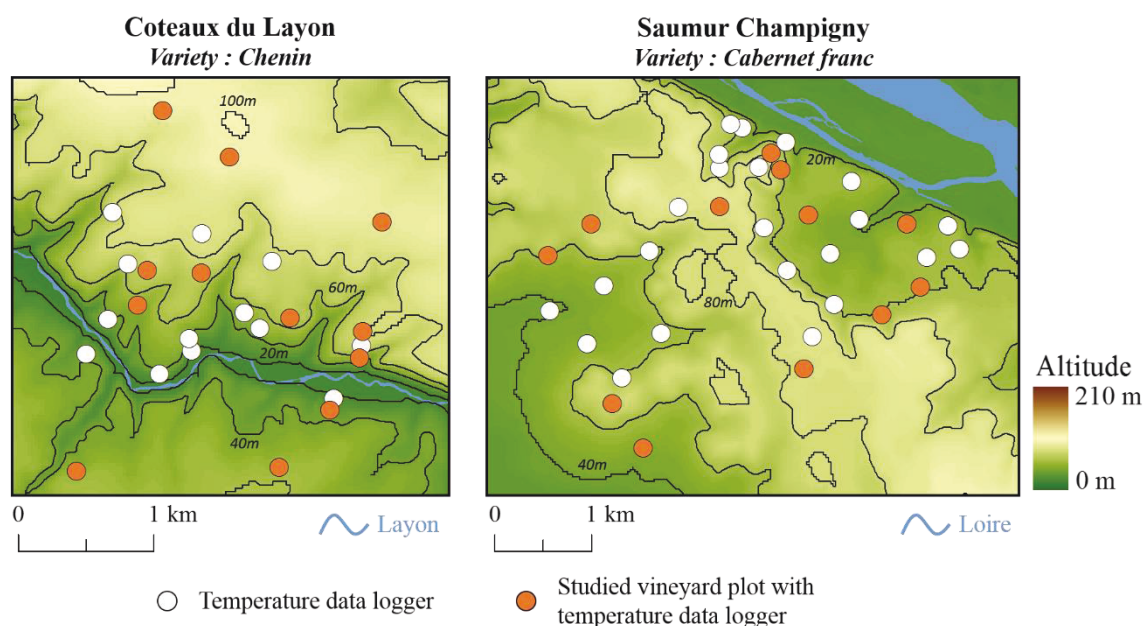 Coteaux du Layon
Variety : Chenin
Saumur Champigny
Variety : Cabernet franc
100m
60m
20m
40m
20m
80m
40m
Altitude
210 m
0 m
0 1 km
Layon
0 1 km
Loire
Temperature data logger
Studied vineyard plot with
temperature data logger